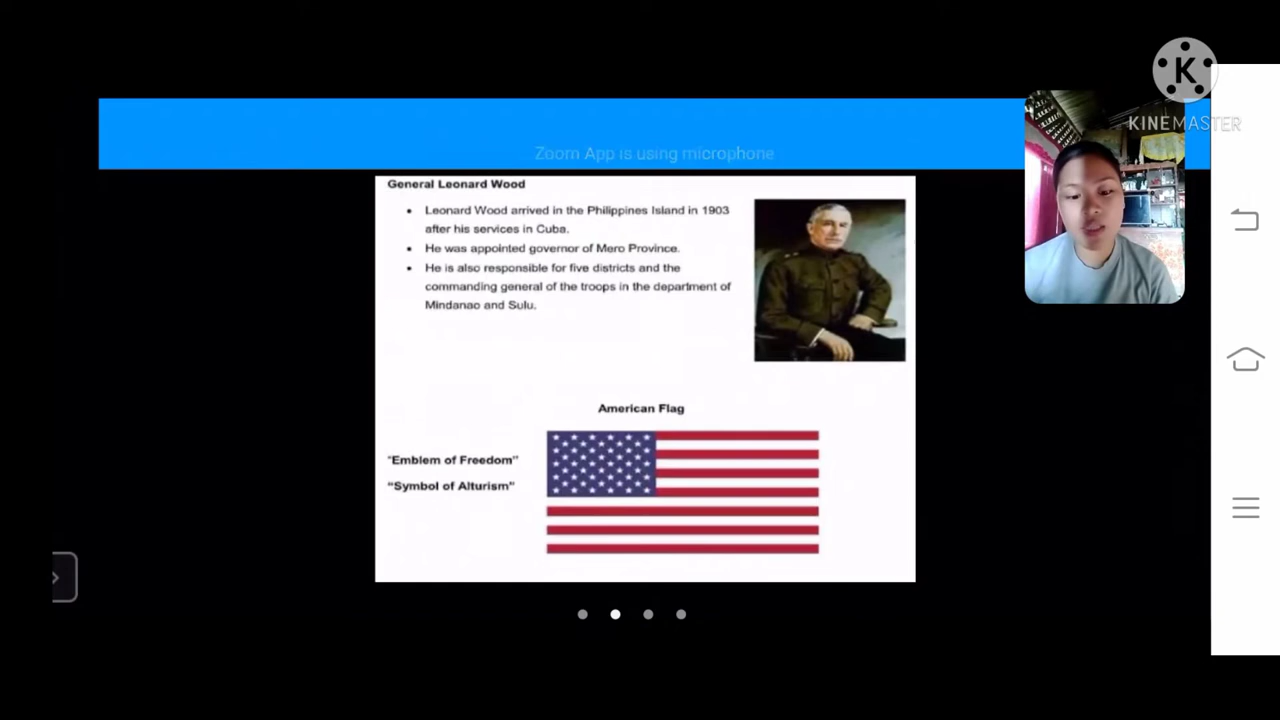 K
KINEMASTER
Zoom App is using microphone
General Leonard Wood
• Leonard Wood arrived in the Philippines Island in 1903
after his services in Cuba.
• He was appointed governor of Mero Province.
• He is also responsible for five districts and the
commanding general of the troops in the department of
Mindanao and Sulu.
American Flag
"Emblem of Freedom"
"Symbol of Alturism"